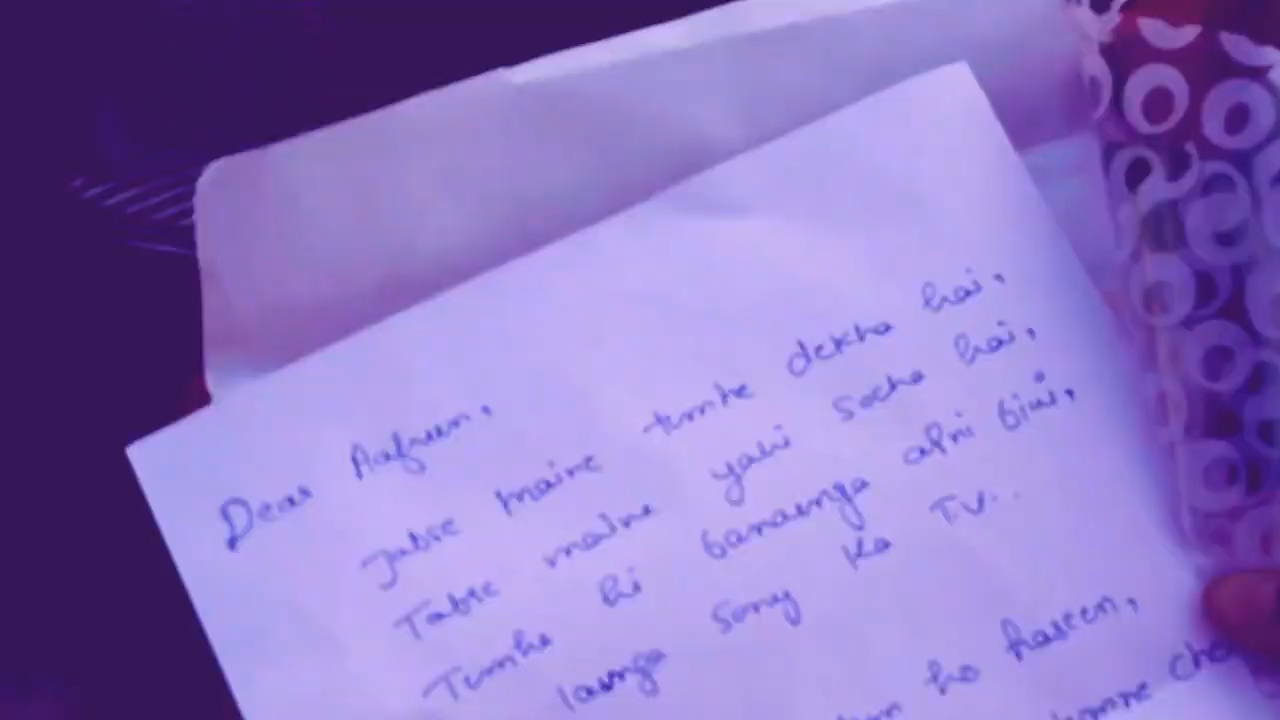 Dear Aafreen,
Jabse maine tumhe dekha hai,
Tabse maine yahi socha hai,
Tumhe hi banaunga apni biwi,
launga Sony ka TV..
ho haseen,